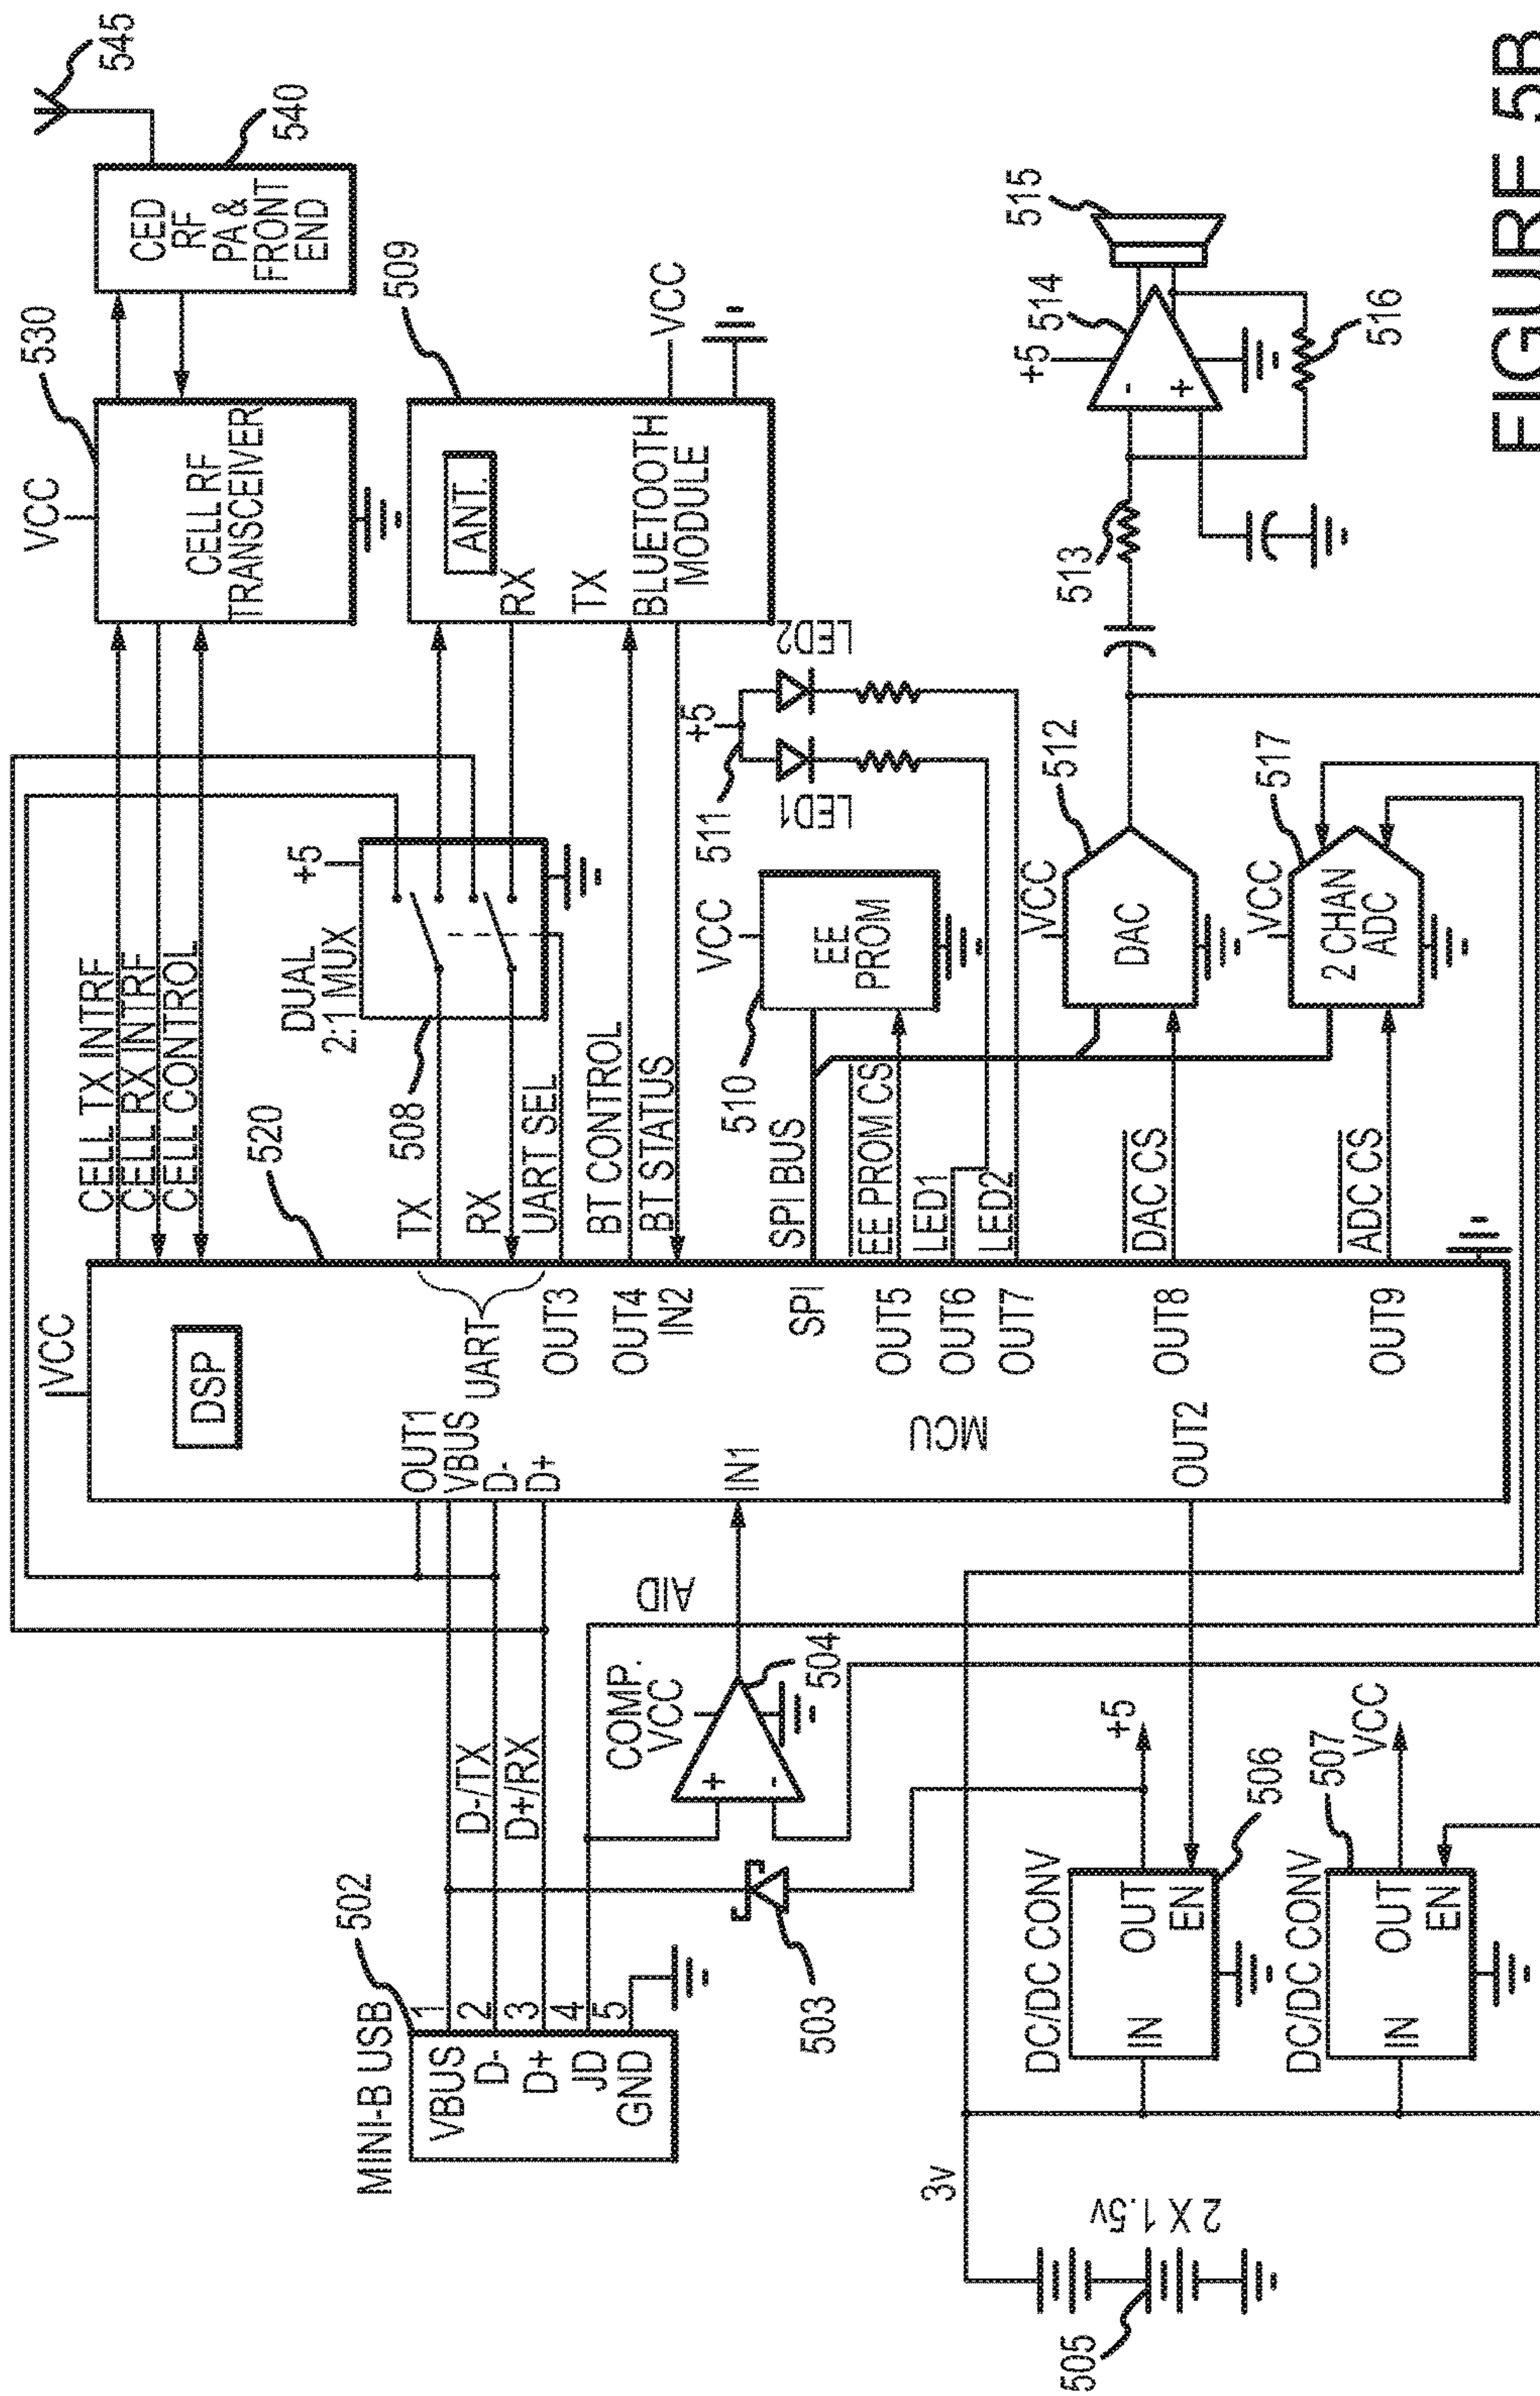 MINI-B USB
502
VBUS 1
D- 2
D+ 3
JD 4
GND 5
D-/TX
D+/RX
COMP.
VCC
+
-
504
AID
503
3v
2 X 1.5v
505
DC/DC CONV
IN
OUT
EN
+5
506
DC/DC CONV
IN
OUT
EN
507
VCC
VCC
DSP
520
OUT1
VBUS
D-
D+
IN1
MCU
OUT2
UART
OUT3
OUT4
IN2
SPI
OUT5
OUT6
OUT7
OUT8
OUT9
CELL TX INTRF
CELL RX INTRF
CELL CONTROL
TX
RX
UART SEL
BT CONTROL
BT STATUS
SPI BUS
EE PROM CS
LED1
LED2
DAC CS
ADC CS
508
DUAL
2:1 MUX
+5
VCC
530
CELL RF
TRANSCEIVER
CED
RF
PA &
FRONT
END
540
545
509
ANT.
RX
TX
BLUETOOTH
MODULE
VCC
510
VCC
EE
PROM
511
+5
LED1
LED2
VCC
512
DAC
VCC
517
2 CHAN
ADC
513
+5
514
-
+
515
516
FIGURE 5B